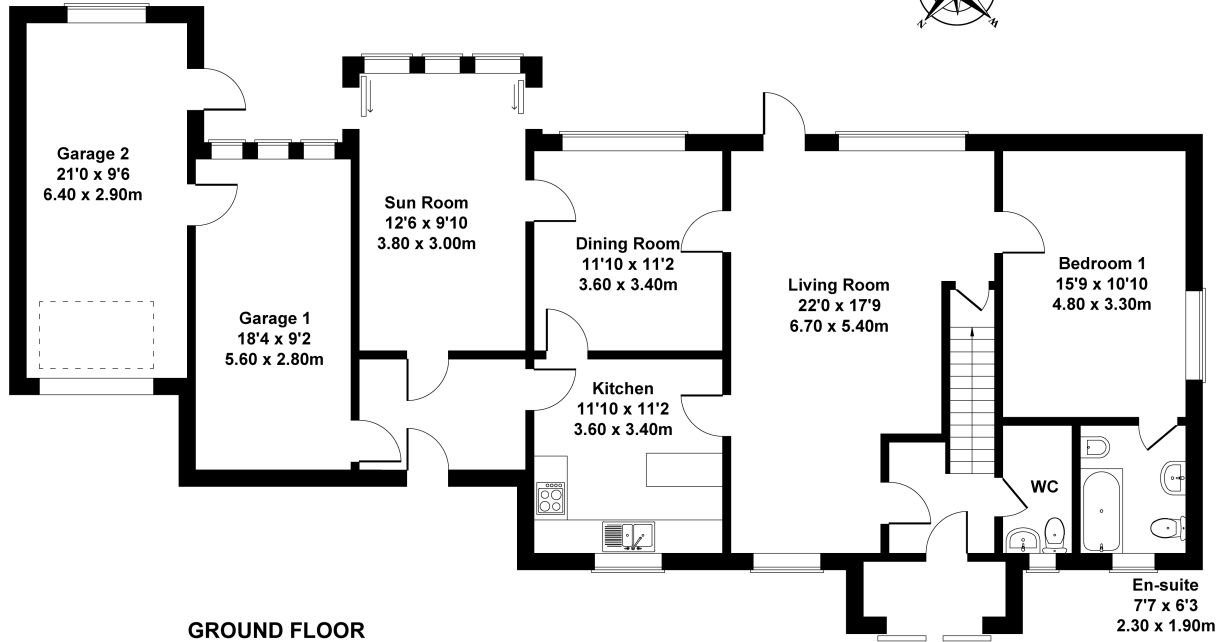 N
W
Garage 2
21'0 x 9'6
6.40 x 2.90m
Sun Room
12'6 x 9'10
3.80 x 3.00m
Dining Room
11'10 x 11'2
3.60 x 3.40m
Living Room
22'0 x 17'9
6.70 x 5.40m
Bedroom 1
15'9 x 10'10
4.80 x 3.30m
Garage 1
18'4 x 9'2
5.60 x 2.80m
Kitchen
11'10 x 11'2
3.60 x 3.40m
WC
En-suite
7'7 x 6'3
2.30 x 1.90m
GROUND FLOOR